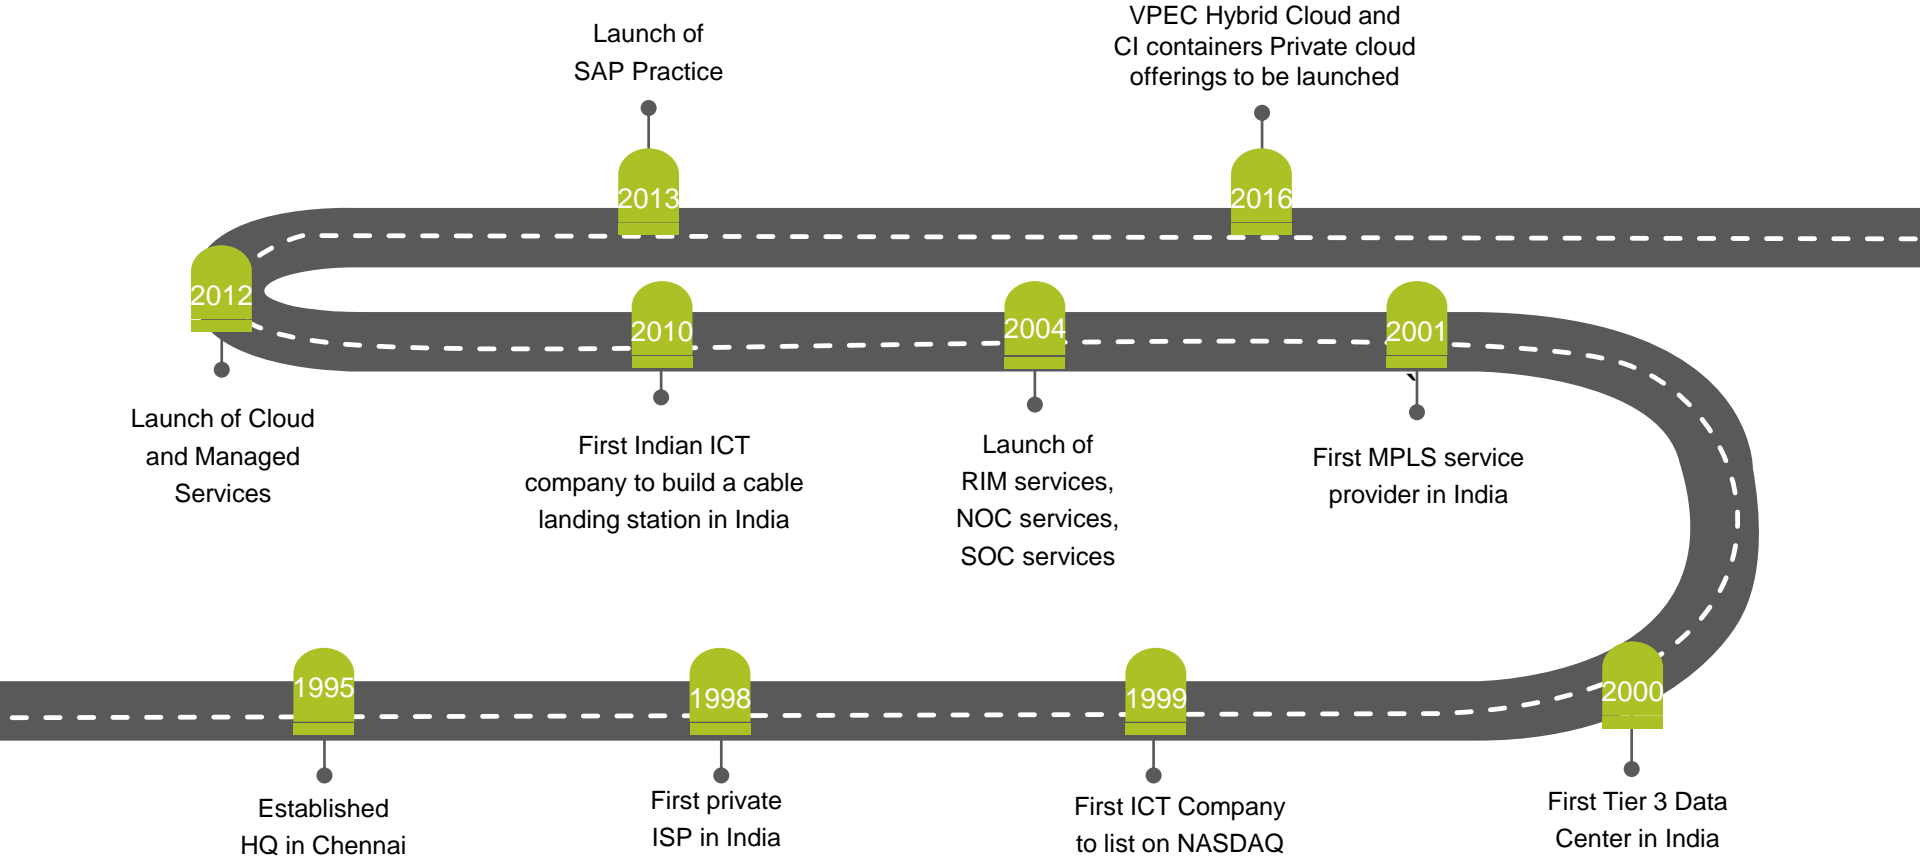 Launch of
SAP Practice
VPEC Hybrid Cloud and
CI containers Private cloud
offerings to be launched
2013
2016
2012
2010
2004
2001
`
Launch of Cloud
and Managed
Services
First Indian ICT
company to build a cable
landing station in India
Launch of
RIM services,
NOC services,
SOC services
First MPLS service
provider in India
1995
1998
1999
2000
Established
HQ in Chennai
First private
ISP in India
First ICT Company
to list on NASDAQ
First Tier 3 Data
Center in India